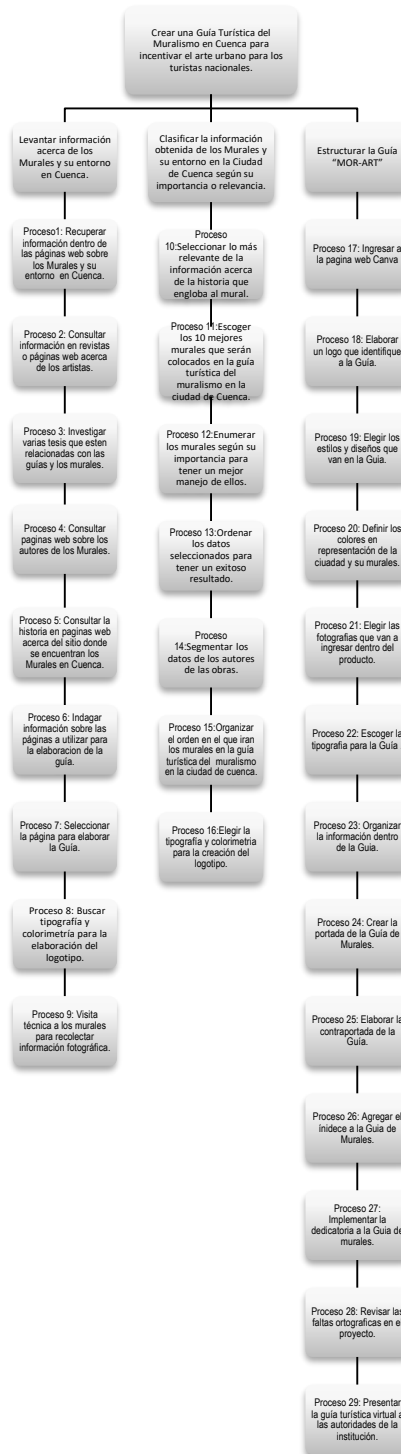 Crear una Guía Turística del
Muralismo en Cuenca para
incentivar el arte urbano para los
turistas nacionales.
Levantar información
acerca de los
Murales y su entorno
en Cuenca.
Proceso1: Recuperar
información dentro de
las páginas web sobre
los Murales y su
entorno en Cuenca.
Proceso 2: Consultar
información en revistas
o páginas web acerca
de los artistas.
Proceso 3: Investigar
varias tesis que esten
relacionadas con las
guías y los murales.
Proceso 4: Consultar
paginas web sobre los
autores de los Murales.
Proceso 5: Consultar la
historia en paginas web
acerca del sitio donde
se encuentran los
Murales en Cuenca.
Proceso 6: Indagar
información sobre las
páginas a utilizar para
la elaboracion de la
guía.
Proceso 7: Seleccionar
la página para elaborar
la Guía.
Proceso 8: Buscar
tipografía y
colorimetría para la
elaboración del
logotipo.
Proceso 9: Visita
técnica a los murales
para recolectar
información fotográfica.
Clasificar la información
obtenida de los Murales y
su entorno en la Ciudad
de Cuenca según su
importancia o relevancia.
Proceso
10:Seleccionar lo más
relevante de la
información acerca
de la historia que
engloba al mural.
Proceso 11:Escoger
los 10 mejores
murales que serán
colocados en la guía
turística del
muralismo en la
ciudad de Cuenca.
Proceso 12:Enumerar
los murales según su
importancia para
tener un mejor
manejo de ellos.
Proceso 13:Ordenar
los datos
seleccionados para
tener un exitoso
resultado.
Proceso
14:Segmentar los
datos de los autores
de las obras.
Proceso 15:Organizar
el orden en el que iran
los murales en la guía
turística del muralismo
en la ciudad de cuenca.
Proceso 16:Elegir la
tipografía y colorimetria
para la creación del
logotipo.
Estructurar la Guía
"MOR-ART"
Proceso 17: Ingresar a
la pagina web Canva
Proceso 18: Elaborar
un logo que identifique
a la Guía.
Proceso 19: Elegir los
estilos y diseños que
van en la Guia.
Proceso 20: Definir los
colores en
representación de la
ciuadad y su murales.
Proceso 21: Elegir las
fotografias que van a
ingresar dentro del
producto.
Proceso 22: Escoger la
tipografia para la Guía
Proceso 23: Organizar
la información dentro
de la Guia.
Proceso 24: Crear la
portada de la Guía de
Murales.
Proceso 25: Elaborar la
contraportada de la
Guía.
Proceso 26: Agregar el
ínidece a la Guia de
Murales.
Proceso 27:
Implementar la
dedicatoria a la Guia de
murales.
Proceso 28: Revisar las
faltas ortograficas en el
proyecto.
Proceso 29: Presentar
la guía turística virtual a
las autoridades de la
institución.